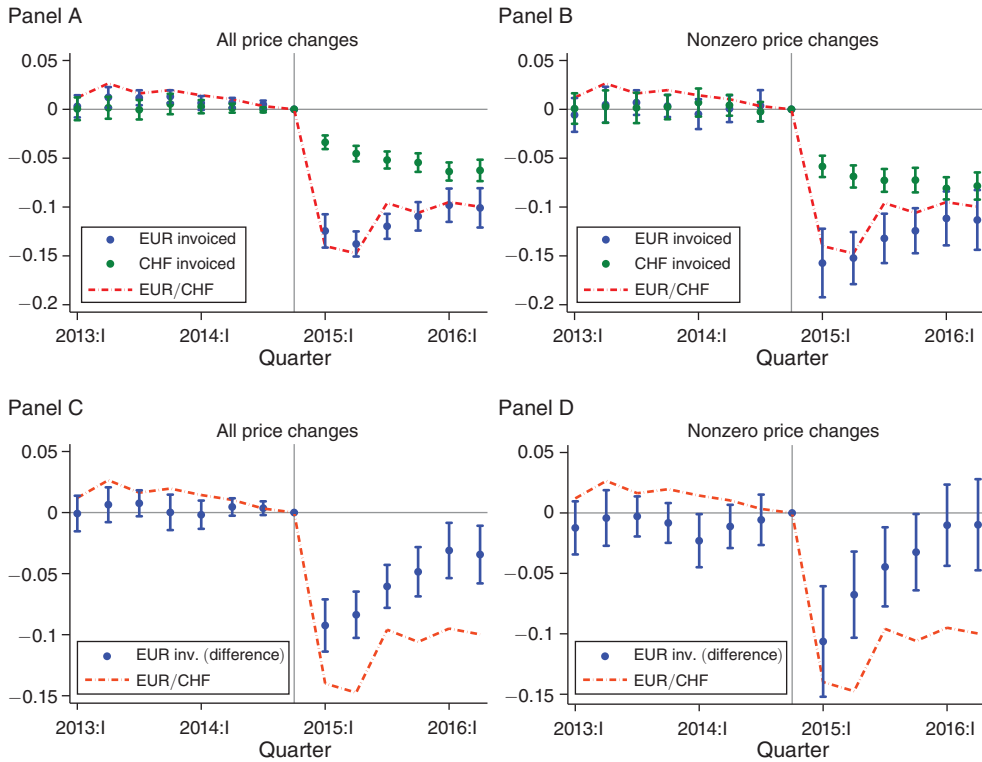 Panel A
All price changes
0.05
0
−0.05
−0.1
−0.15
−0.2
EUR invoiced
CHF invoiced
EUR/CHF
2013:I 2014:I 2015:I 2016:I
Quarter
Panel B
Nonzero price changes
0.05
0
−0.05
−0.1
−0.15
−0.2
EUR invoiced
CHF invoiced
EUR/CHF
2013:I 2014:I 2015:I 2016:I
Quarter
Panel C
All price changes
0.05
0
−0.05
−0.1
−0.15
EUR inv. (difference)
EUR/CHF
2013:I 2014:I 2015:I 2016:I
Quarter
Panel D
Nonzero price changes
0.05
0
−0.05
−0.1
−0.15
EUR inv. (difference)
EUR/CHF
2013:I 2014:I 2015:I 2016:I
Quarter